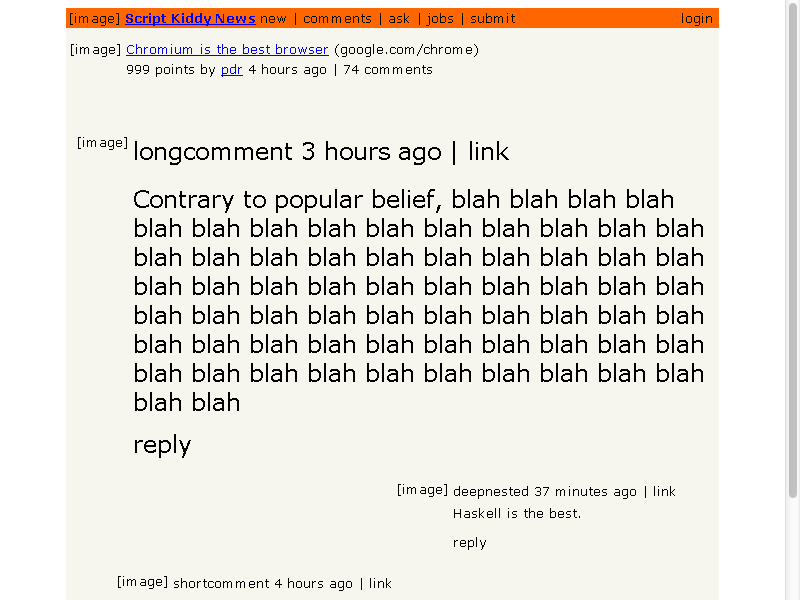 [image] Script Kiddy News new | comments | ask | jobs | submit login
[image] Chromium is the best browser (google.com/chrome)
999 points by pdr 4 hours ago | 74 comments
[image] longcomment 3 hours ago | link
Contrary to popular belief, blah blah blah blah
blah blah blah blah blah blah blah blah blah blah
blah blah blah blah blah blah blah blah blah blah
blah blah blah blah blah blah blah blah blah blah
blah blah blah blah blah blah blah blah blah blah
blah blah blah blah blah blah blah blah blah blah
blah blah blah blah blah blah blah blah blah blah
blah blah
reply
[image] deepnested 37 minutes ago | link
Haskell is the best.
reply
[image] shortcomment 4 hours ago | link